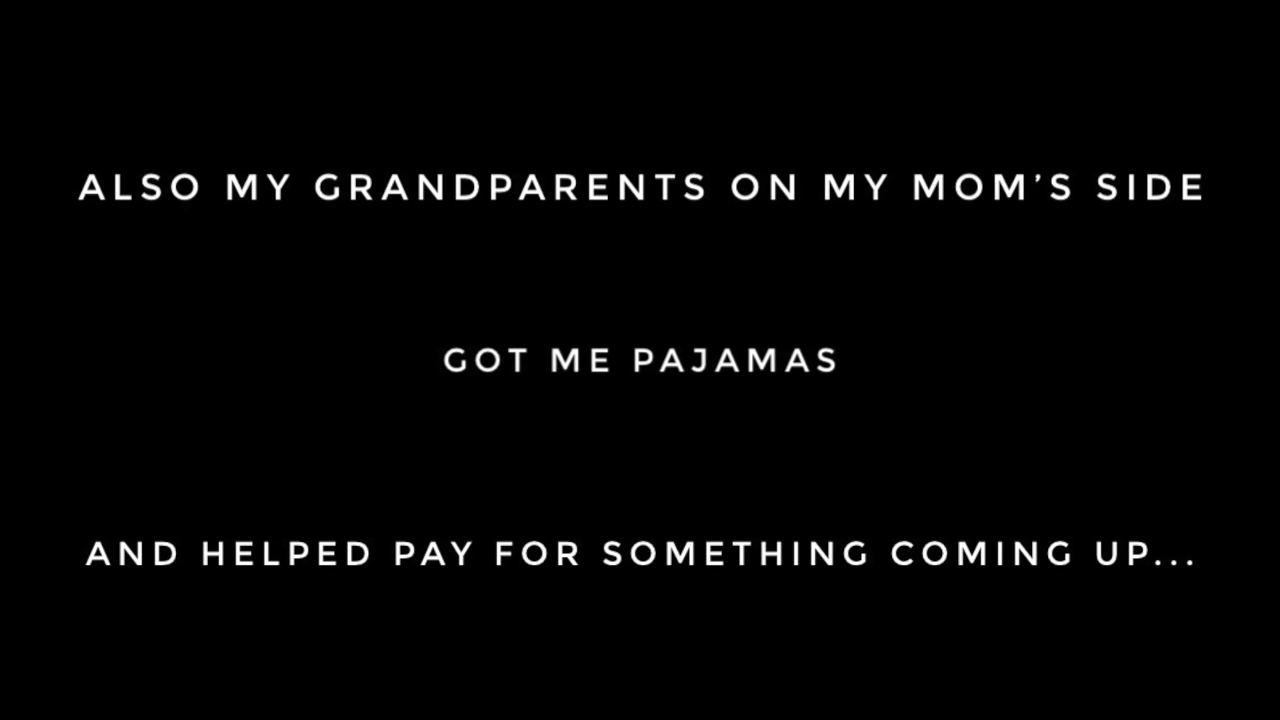 ALSO MY GRANDPARENTS ON MY MOM’S SIDE
GOT ME PAJAMAS
AND HELPED PAY FOR SOMETHING COMING UP...